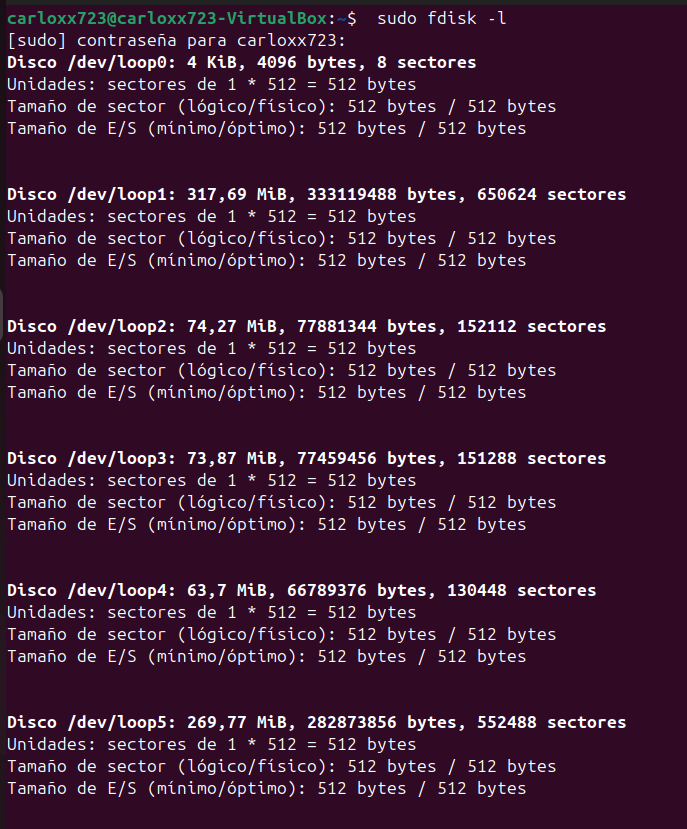 carloxx723@carloxx723-VirtualBox:~$  sudo fdisk -l
[sudo] contraseña para carloxx723:
Disco /dev/loop0: 4 KiB, 4096 bytes, 8 sectores
Unidades: sectores de 1 * 512 = 512 bytes
Tamaño de sector (lógico/físico): 512 bytes / 512 bytes
Tamaño de E/S (mínimo/óptimo): 512 bytes / 512 bytes
Disco /dev/loop1: 317,69 MiB, 333119488 bytes, 650624 sectores
Unidades: sectores de 1 * 512 = 512 bytes
Tamaño de sector (lógico/físico): 512 bytes / 512 bytes
Tamaño de E/S (mínimo/óptimo): 512 bytes / 512 bytes
Disco /dev/loop2: 74,27 MiB, 77881344 bytes, 152112 sectores
Unidades: sectores de 1 * 512 = 512 bytes
Tamaño de sector (lógico/físico): 512 bytes / 512 bytes
Tamaño de E/S (mínimo/óptimo): 512 bytes / 512 bytes
Disco /dev/loop3: 73,87 MiB, 77459456 bytes, 151288 sectores
Unidades: sectores de 1 * 512 = 512 bytes
Tamaño de sector (lógico/físico): 512 bytes / 512 bytes
Tamaño de E/S (mínimo/óptimo): 512 bytes / 512 bytes
Disco /dev/loop4: 63,7 MiB, 66789376 bytes, 130448 sectores
Unidades: sectores de 1 * 512 = 512 bytes
Tamaño de sector (lógico/físico): 512 bytes / 512 bytes
Tamaño de E/S (mínimo/óptimo): 512 bytes / 512 bytes
Disco /dev/loop5: 269,77 MiB, 282873856 bytes, 552488 sectores
Unidades: sectores de 1 * 512 = 512 bytes
Tamaño de sector (lógico/físico): 512 bytes / 512 bytes
Tamaño de E/S (mínimo/óptimo): 512 bytes / 512 bytes